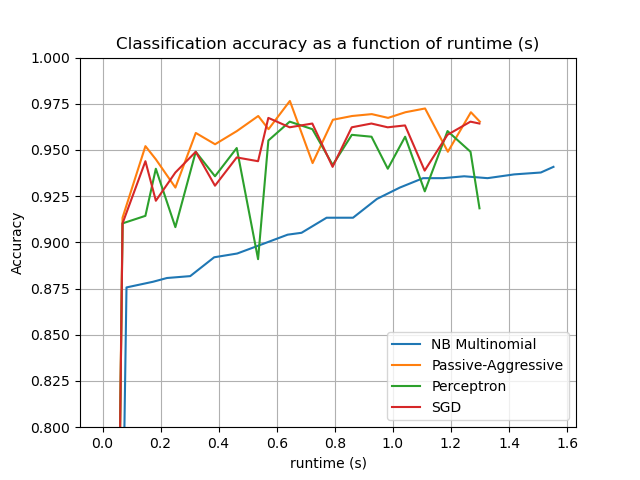 Classification accuracy as a function of runtime (s)
1.000
0.975
0.950
0.925
0.900
0.875
0.850
0.825
0.800
Accuracy
NB Multinomial
Passive-Aggressive
Perceptron
SGD
0.0 0.2 0.4 0.6 0.8 1.0 1.2 1.4 1.6
runtime (s)